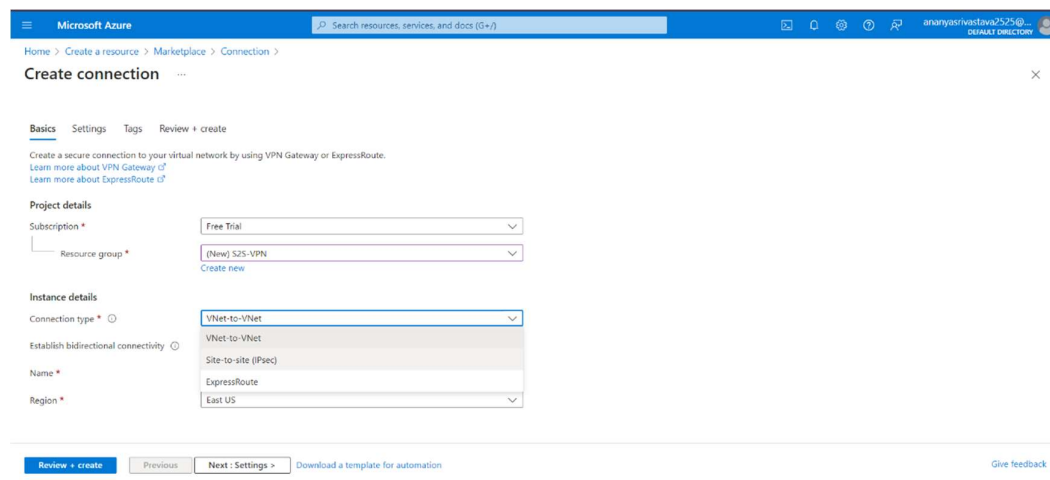 Microsoft Azure
Search resources, services, and docs (G+/)
ananyasrivastava2525@...
DEFAULT DIRECTORY
Home > Create a resource > Marketplace > Connection >
Create connection ...
Basics Settings Tags Review + create
Create a secure connection to your virtual network by using VPN Gateway or ExpressRoute.
Learn more about VPN Gateway
Learn more about ExpressRoute
Project details
Subscription * Free Trial
Resource group * (New) S2S-VPN
Create new
Instance details
Connection type * VNet-to-VNet
VNet-to-VNet
Establish bidirectional connectivity
Site-to-site (IPsec)
Name *
ExpressRoute
Region * East US
Review + create Previous Next : Settings > Download a template for automation Give feedback